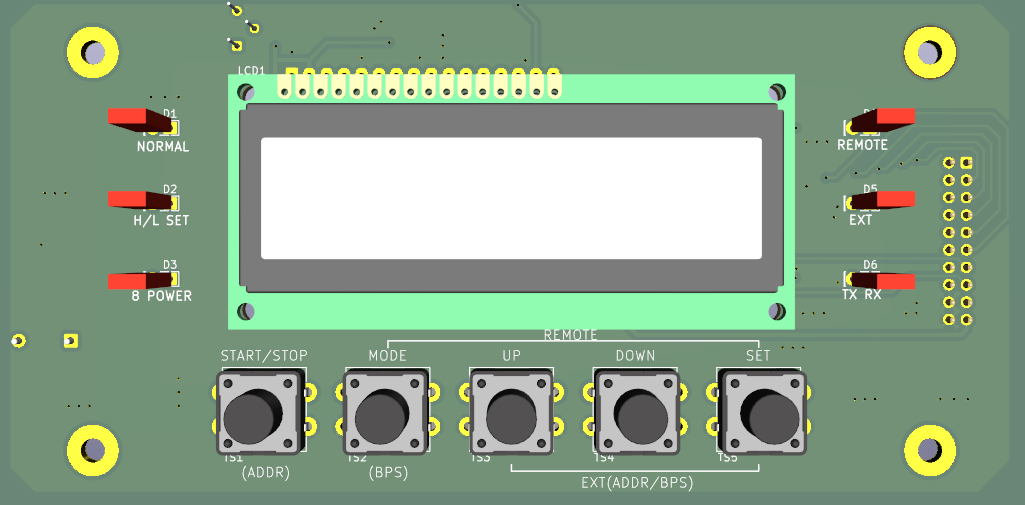 LCD1
D1
NORMAL
REMOTE
D2
H/L SET
D5
EXT
D3
8 POWER
D6
TX RX
REMOTE
START/STOP
MODE
UP
DOWN
SET
TS1
TS2
TS3
TS4
TS5
(ADDR)
(BPS)
EXT(ADDR/BPS)